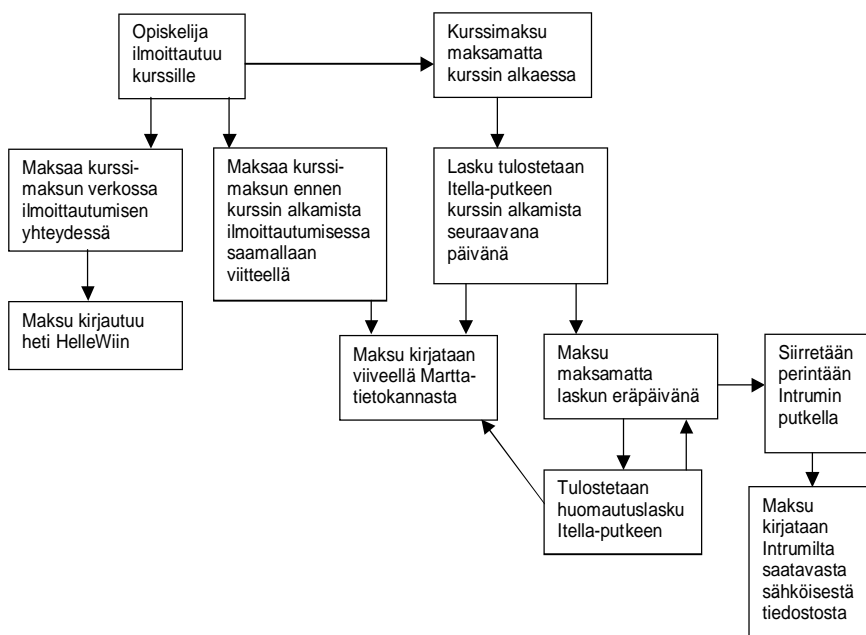 Opiskelija
ilmoittautuu
kurssille
Kurssimaksu
maksamatta
kurssin alkaessa
Maksaa kurssi-
maksun verkossa
ilmoittautumisen
yhteydessä
Maksaa kurssi-
maksun ennen
kurssin alkamista
ilmoittautumisessa
saamallaan
viitteellä
Lasku tulostetaan
Itella-putkeen
kurssin alkamista
seuraavana
päivänä
Maksu kirjautuu
heti HelleWiin
Maksu kirjataan
viiveellä Martta-
tietokannasta
Maksu
maksamatta
laskun eräpäivänä
Siirretään
perintään
Intrumin
putkella
Tulostetaan
huomautuslasku
Itella-putkeen
Maksu
kirjataan
Intrumilta
saatavasta
sähköisestä
tiedostosta